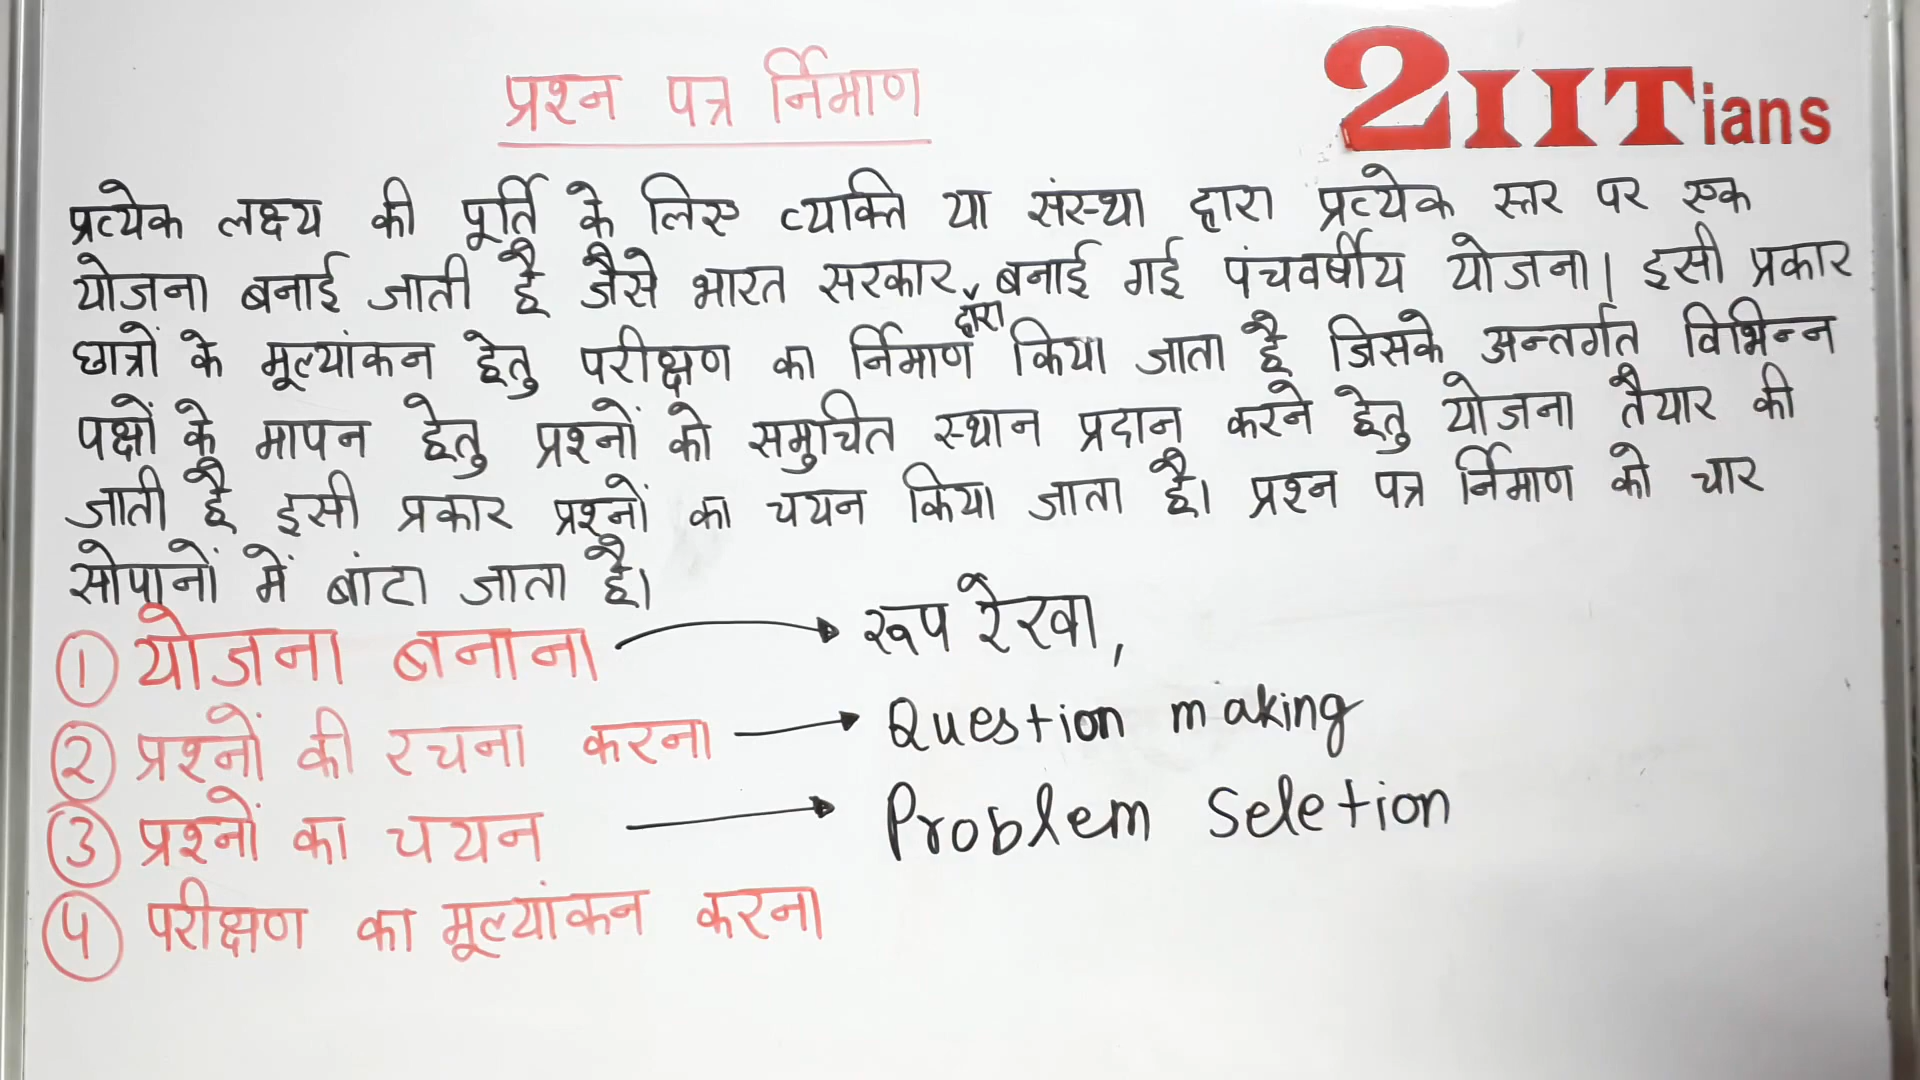 प्रश्न पत्र र्निमाण
2IITians
प्रत्येक लक्ष्य की पूर्ति के लिए व्यक्ति या संस्था द्वारा प्रत्येक स्तर पर एक
योजना बनाई जाती है जैसे भारत सरकार द्वारा बनाई गई पंचवर्षीय योजना। इसी प्रकार
छात्रों के मूल्यांकन हेतु परीक्षण का र्निमाण किया जाता है जिसके अन्तर्गत विभिन्न
पक्षों के मापन हेतु प्रश्नों को समुचित स्थान प्रदान करने हेतु योजना तैयार की
जाती है इसी प्रकार प्रश्नों का चयन किया जाता है। प्रश्न पत्र र्निमाण को चार
सोपानों में बांटा जाता है।
① योजना बनाना → रूप रेखा,
② प्रश्नों की रचना करना → Question making
③ प्रश्नों का चयन → Problem Seletion
④ परीक्षण का मूल्यांकन करना